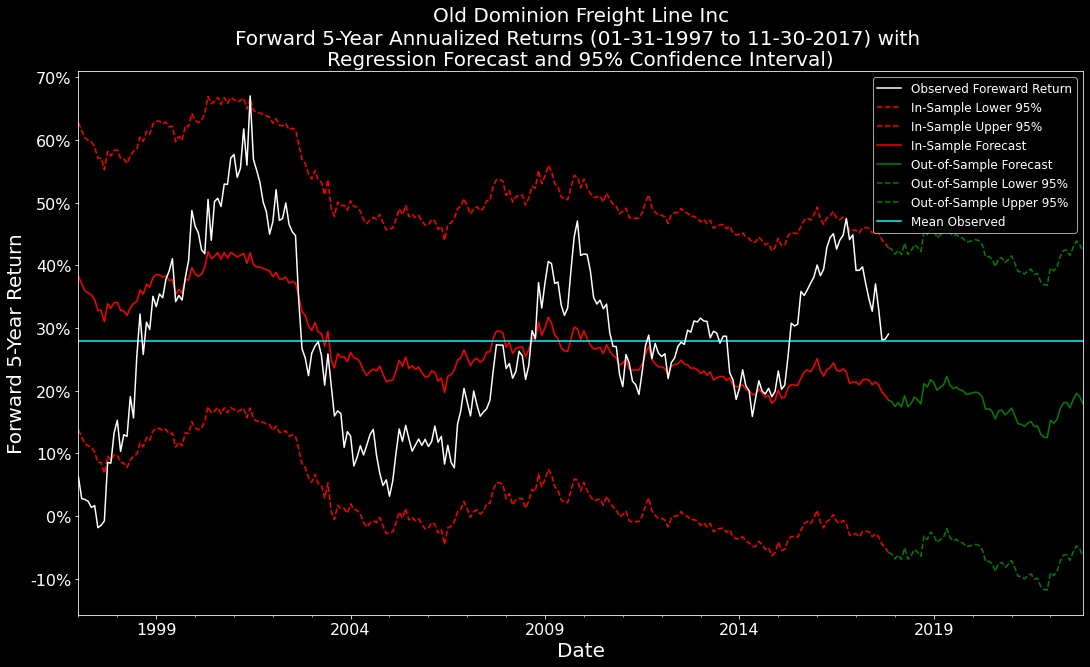 Old Dominion Freight Line Inc
Forward 5-Year Annualized Returns (01-31-1997 to 11-30-2017) with
Regression Forecast and 95% Confidence Interval)
70%
60%
50%
40%
30%
20%
10%
0%
-10%
Forward 5-Year Return
Observed Foreward Return
In-Sample Lower 95%
In-Sample Upper 95%
In-Sample Forecast
Out-of-Sample Forecast
Out-of-Sample Lower 95%
Out-of-Sample Upper 95%
Mean Observed
1999 2004 2009 2014 2019
Date